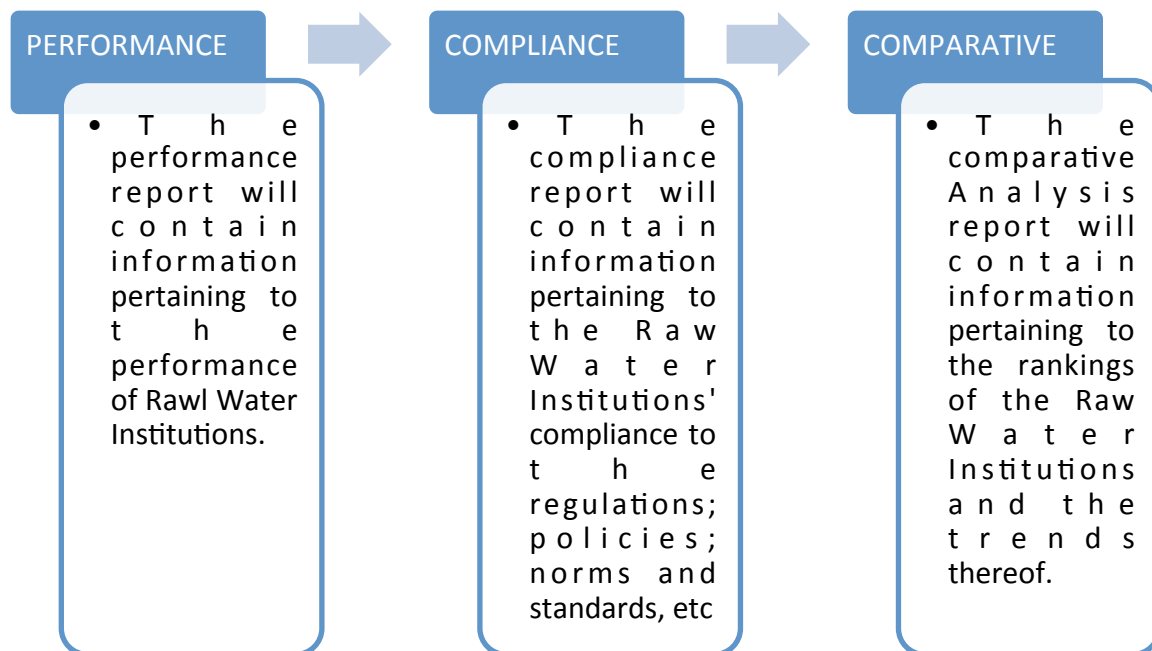 PERFORMANCE
• The
performance
report will
contain
information
pertaining to
the
performance
of Rawl Water
Institutions.
COMPLIANCE
• The
compliance
report will
contain
information
pertaining to
the Raw
Water
Institutions'
compliance to
the
regulations;
policies;
norms and
standards, etc
COMPARATIVE
• The
comparative
Analysis
report will
contain
information
pertaining to
the rankings
of the Raw
Water
Institutions
and the
trends
thereof.